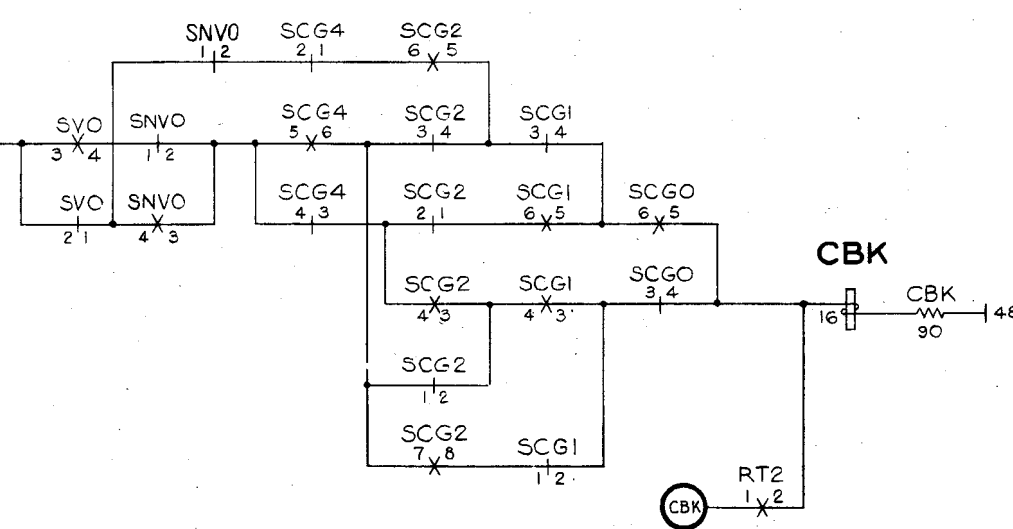 SNVO SCG4 SCG2
1 2 2 1 6 5
SVO SNVO SCG4 SCG2 SCG1
3 4 1 2 5 6 3 4 3 4
SVO SNVO SCG4 SCG2 SCG1 SCGO
2 1 4 3 4 3 2 1 6 5 6 5
CBK
SCG2 SCG1 SCGO CBK
4 3 4 3 3 4 16 90 48
SCG2
1 2
SCG2 SCG1
7 8 1 2
RT2
CBK 1 2